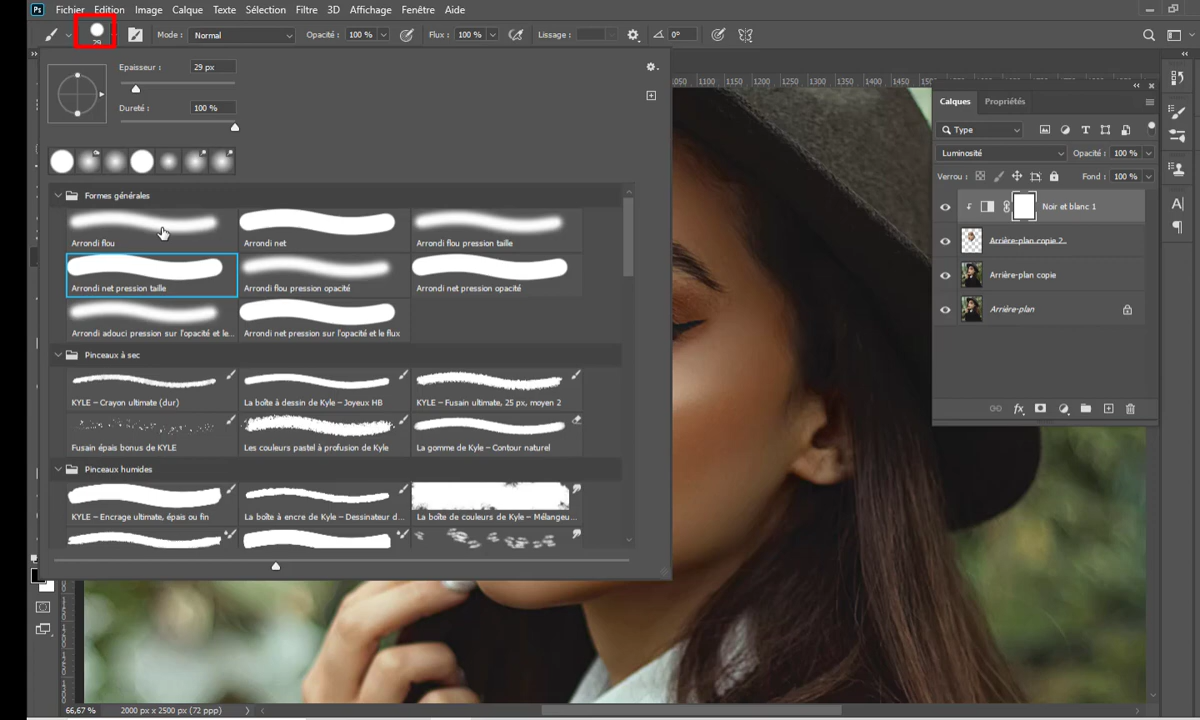 Ps Fichier Edition Image Calque Texte Sélection Filtre 3D Affichage Fenêtre Aide
29 Mode : Normal Opacité : 100 % Flux : 100 % Lissage : 0°
Epaisseur : 29 px
Dureté : 100 %
1050 1100 1150 1200 1250 1300 1350 1400 1450 1500
Formes générales
Arrondi flou
Arrondi net
Arrondi flou pression taille
Arrondi net pression taille
Arrondi flou pression opacité
Arrondi net pression opacité
Arrondi adouci pression sur l'opacité et le...
Arrondi net pression sur l'opacité et le flux
Pinceaux à sec
KYLE – Crayon ultimate (dur)
La boîte à dessin de Kyle – Joyeux HB
KYLE – Fusain ultimate, 25 px, moyen 2
Fusain épais bonus de KYLE
Les couleurs pastel à profusion de Kyle
La gomme de Kyle – Contour naturel
Pinceaux humides
KYLE – Encrage ultimate, épais ou fin
La boîte à encre de Kyle – Dessinateur d...
La boîte de couleurs de Kyle – Mélangeu...
Calques Propriétés
Type
Luminosité Opacité : 100 %
Verrou : Fond : 100 %
Noir et blanc 1
Arrière-plan copie 2
Arrière-plan copie
Arrière-plan
fx
66,67 % 2000 px x 2500 px (72 ppp)